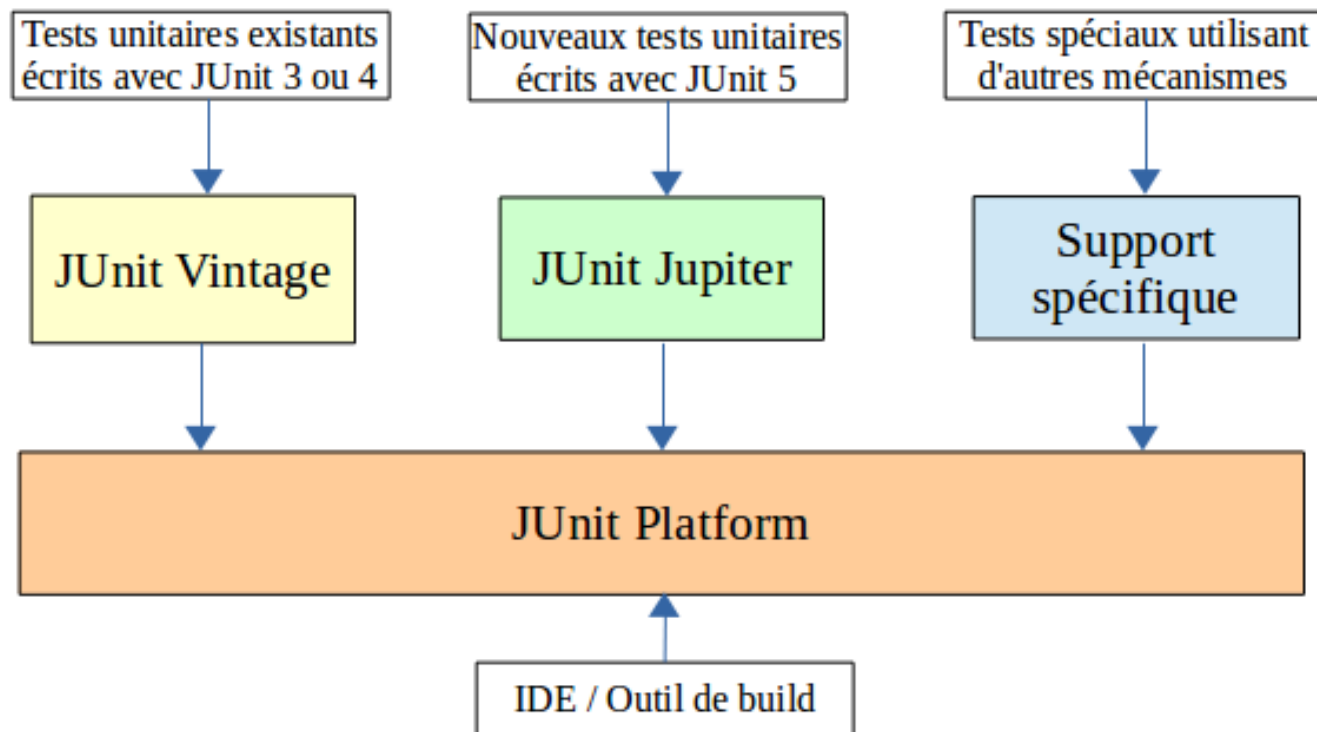 Tests unitaires existants
écrits avec JUnit 3 ou 4
Nouveaux tests unitaires
écrits avec JUnit 5
Tests spéciaux utilisant
d'autres mécanismes
JUnit Vintage
JUnit Jupiter
Support
spécifique
JUnit Platform
IDE / Outil de build